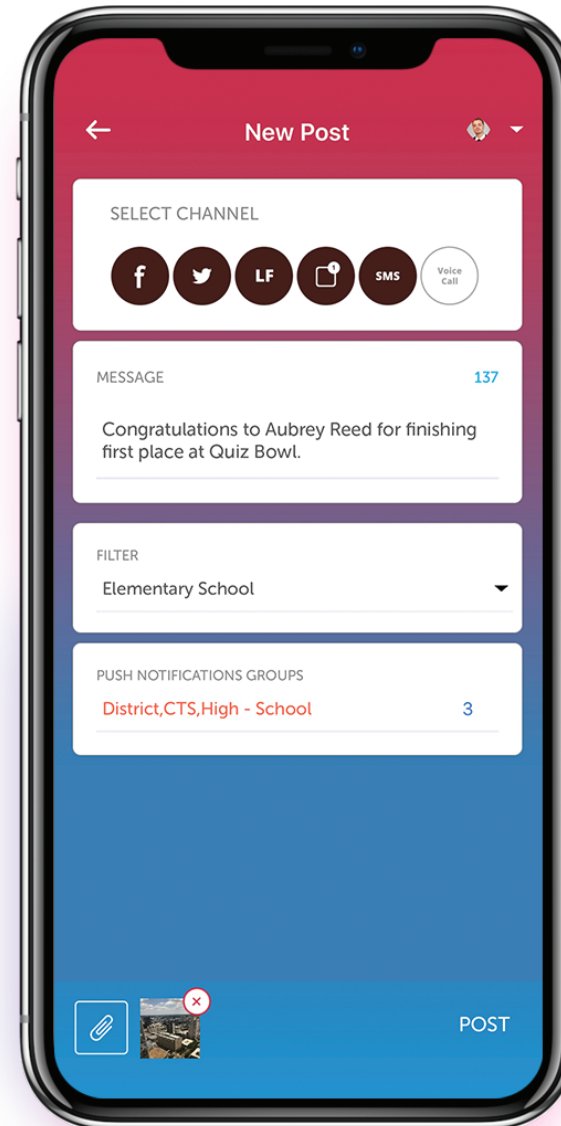 New Post
SELECT CHANNEL
f
LF
1
SMS
Voice
Call
MESSAGE
137
Congratulations to Aubrey Reed for finishing
first place at Quiz Bowl.
FILTER
Elementary School
PUSH NOTIFICATIONS GROUPS
District,CTS,High - School
3
POST